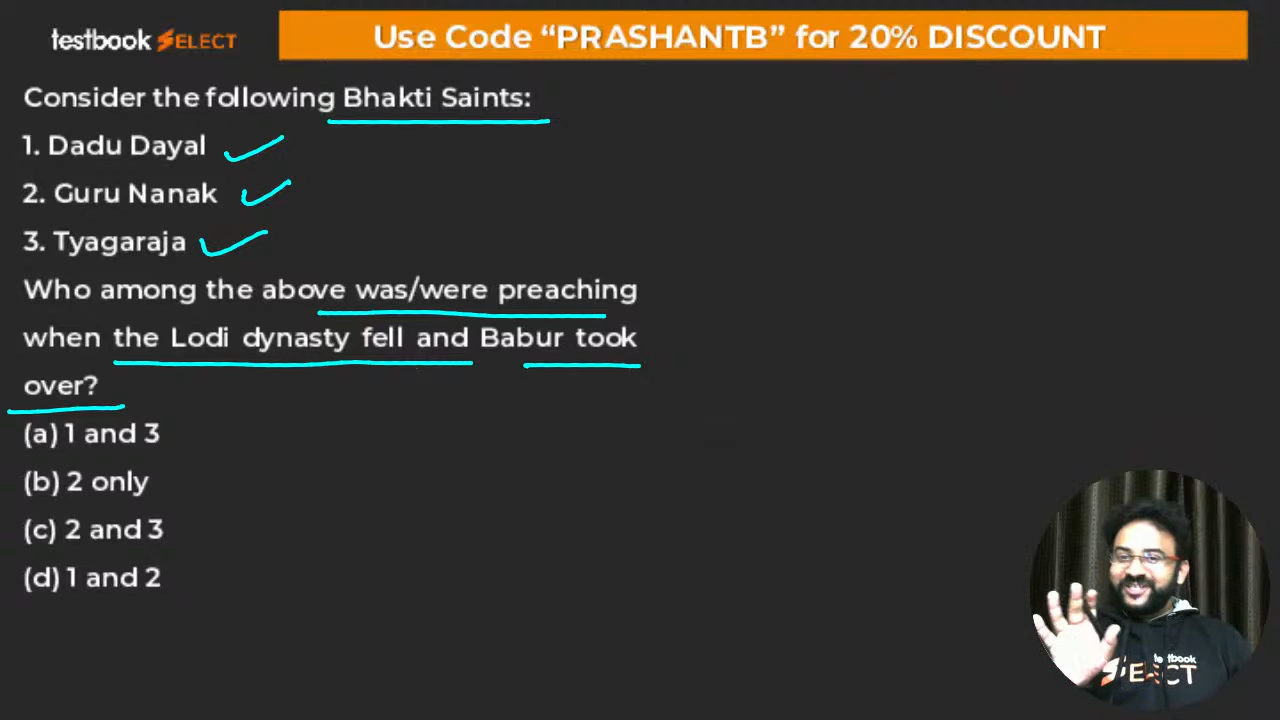 testbook SELECT
Use Code “PRASHANTB” for 20% DISCOUNT
Consider the following Bhakti Saints:
1. Dadu Dayal
2. Guru Nanak
3. Tyagaraja
Who among the above was/were preaching
when the Lodi dynasty fell and Babur took
over?
(a) 1 and 3
(b) 2 only
(c) 2 and 3
(d) 1 and 2
testbook
SELECT